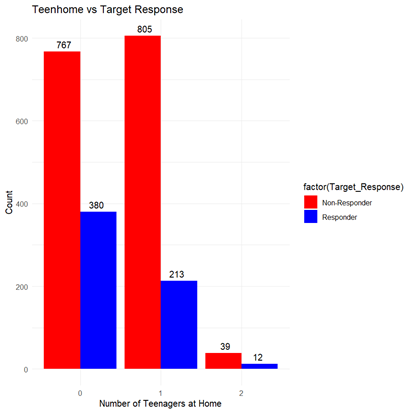 Teenhome vs Target Response
Count
800
600
400
200
0
767
380
805
213
39
12
0
1
2
Number of Teenagers at Home
factor(Target_Response)
Non-Responder
Responder